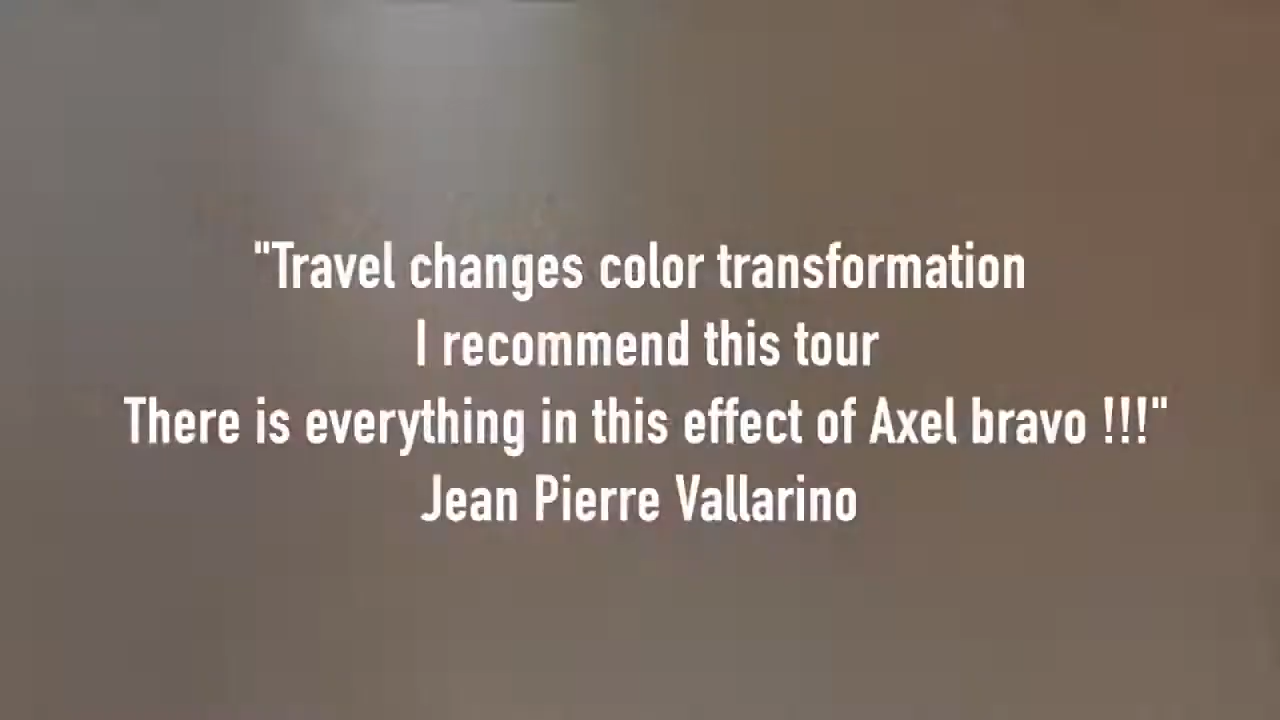 "Travel changes color transformation
I recommend this tour
There is everything in this effect of Axel bravo !!!"
Jean Pierre Vallarino